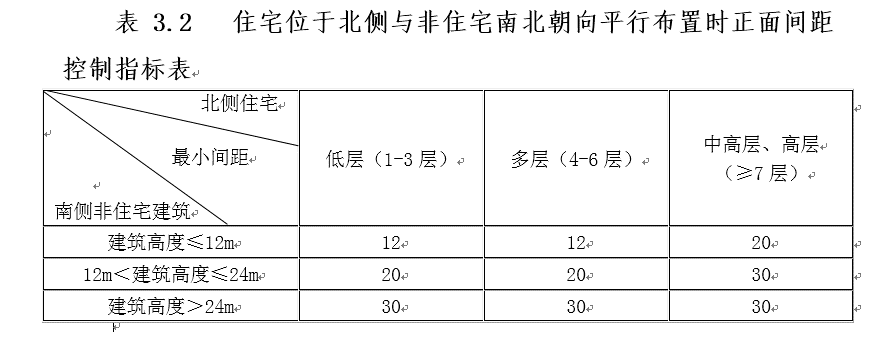 表 3.2 住宅位于北侧与非住宅南北朝向平行布置时正面间距
控制指标表
北侧住宅
最小间距
南侧非住宅建筑
低层（1-3 层）
多层（4-6 层）
中高层、高层
（≥7 层）
建筑高度≤12m 12 12 20
12m＜建筑高度≤24m 20 20 30
建筑高度＞24m 30 30 30